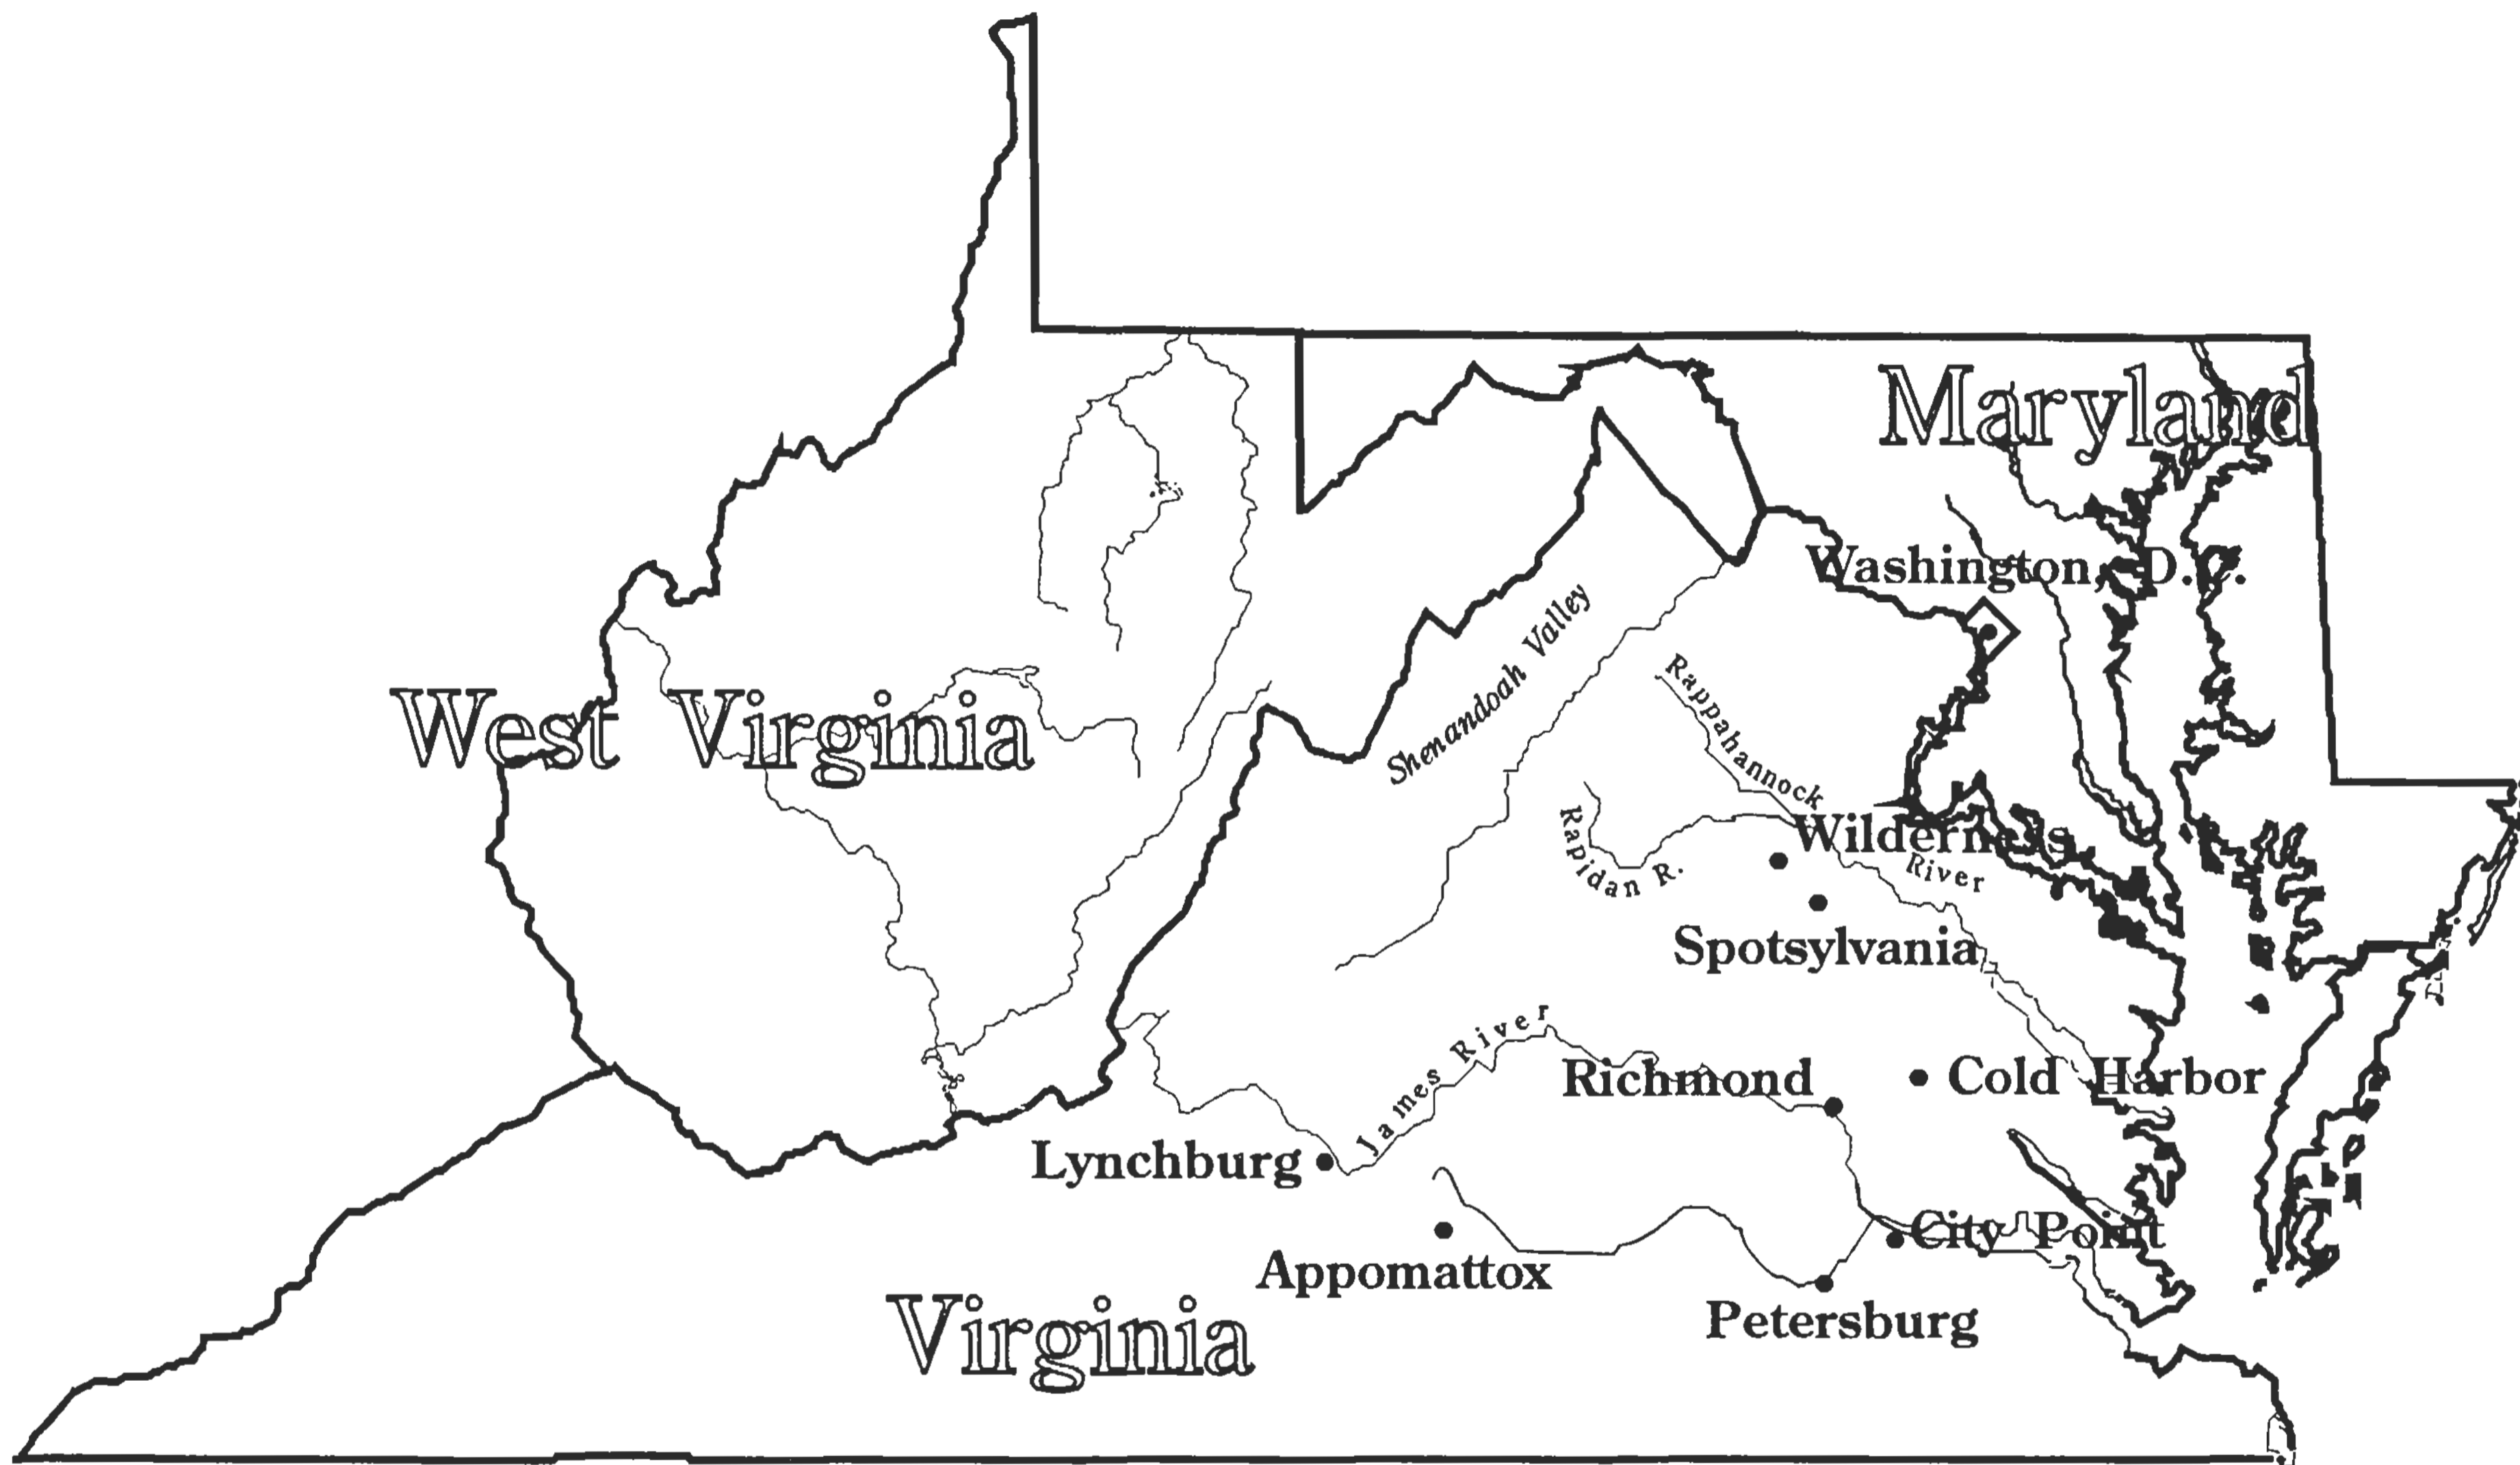 Maryland
Washington, D.C.
Shenandoah Valley
Rappahannock
River
West Virginia
Wilderness
Rapidan R.
Spotsylvania
James River
Richmond
Cold Harbor
Lynchburg
City Point
Appomattox
Petersburg
Virginia